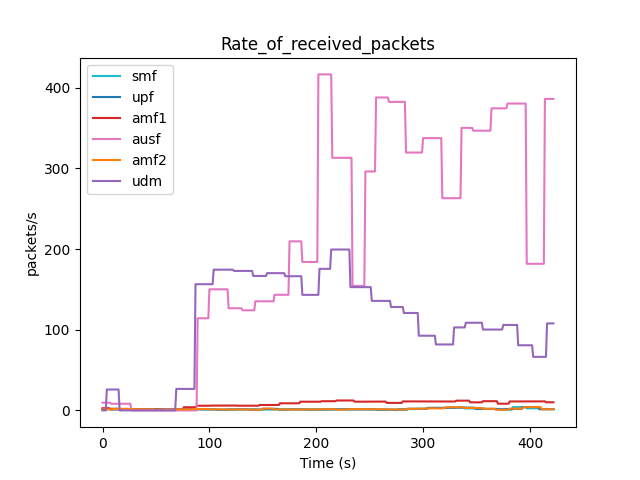 Rate_of_received_packets
smf
upf
amf1
ausf
amf2
udm
packets/s
400
300
200
100
0
0 100 200 300 400
Time (s)